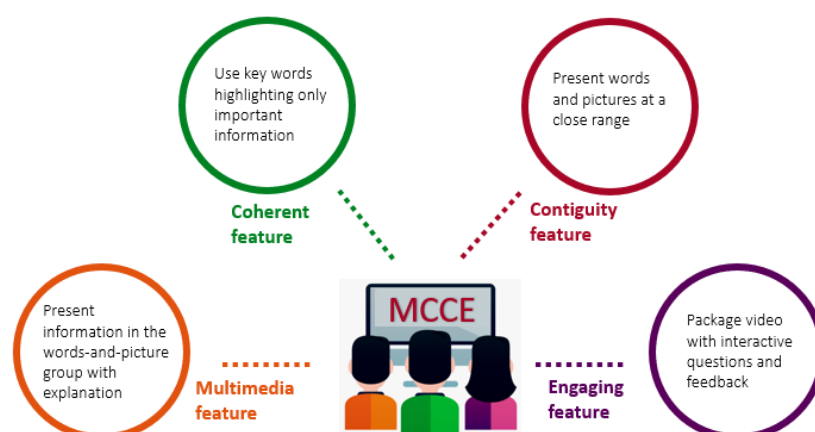 Use key words
highlighting only
important
information
Present words
and pictures at a
close range
Coherent
feature
Contiguity
feature
MCCE
Present
information in the
words-and-picture
group with
explanation
Package video
with interactive
questions and
feedback
Multimedia
feature
Engaging
feature